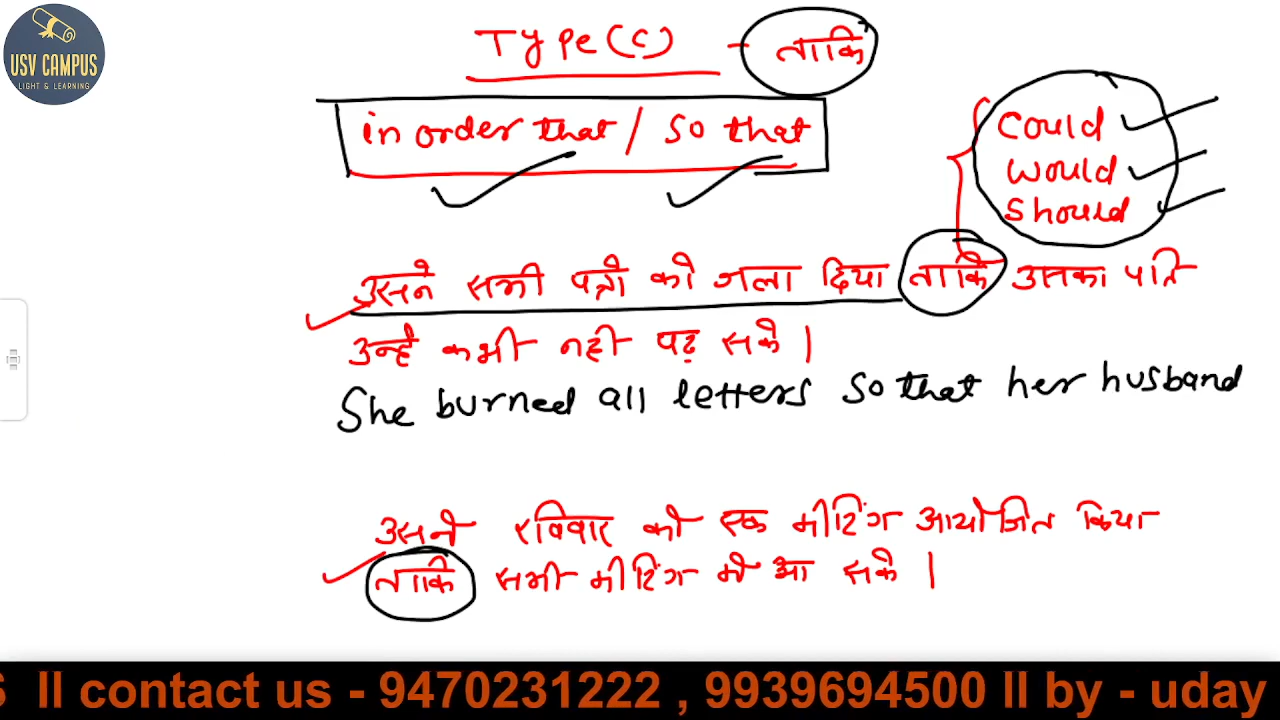 USV CAMPUS
LIGHT & LEARNING
Type (C) - ताकि
in order that / so that
Could
Would
Should
उसने सभी पत्रो को जला दिया ताकि उसका पति
उन्हे कभी नही पढ़ सके |
She burned all letters so that her husband
उसने रविवार को एक मीटिंग आयोजित किया
ताकि सभी मीटिंग मे आ सके |
ll contact us - 9470231222 , 9939694500 ll by - uday